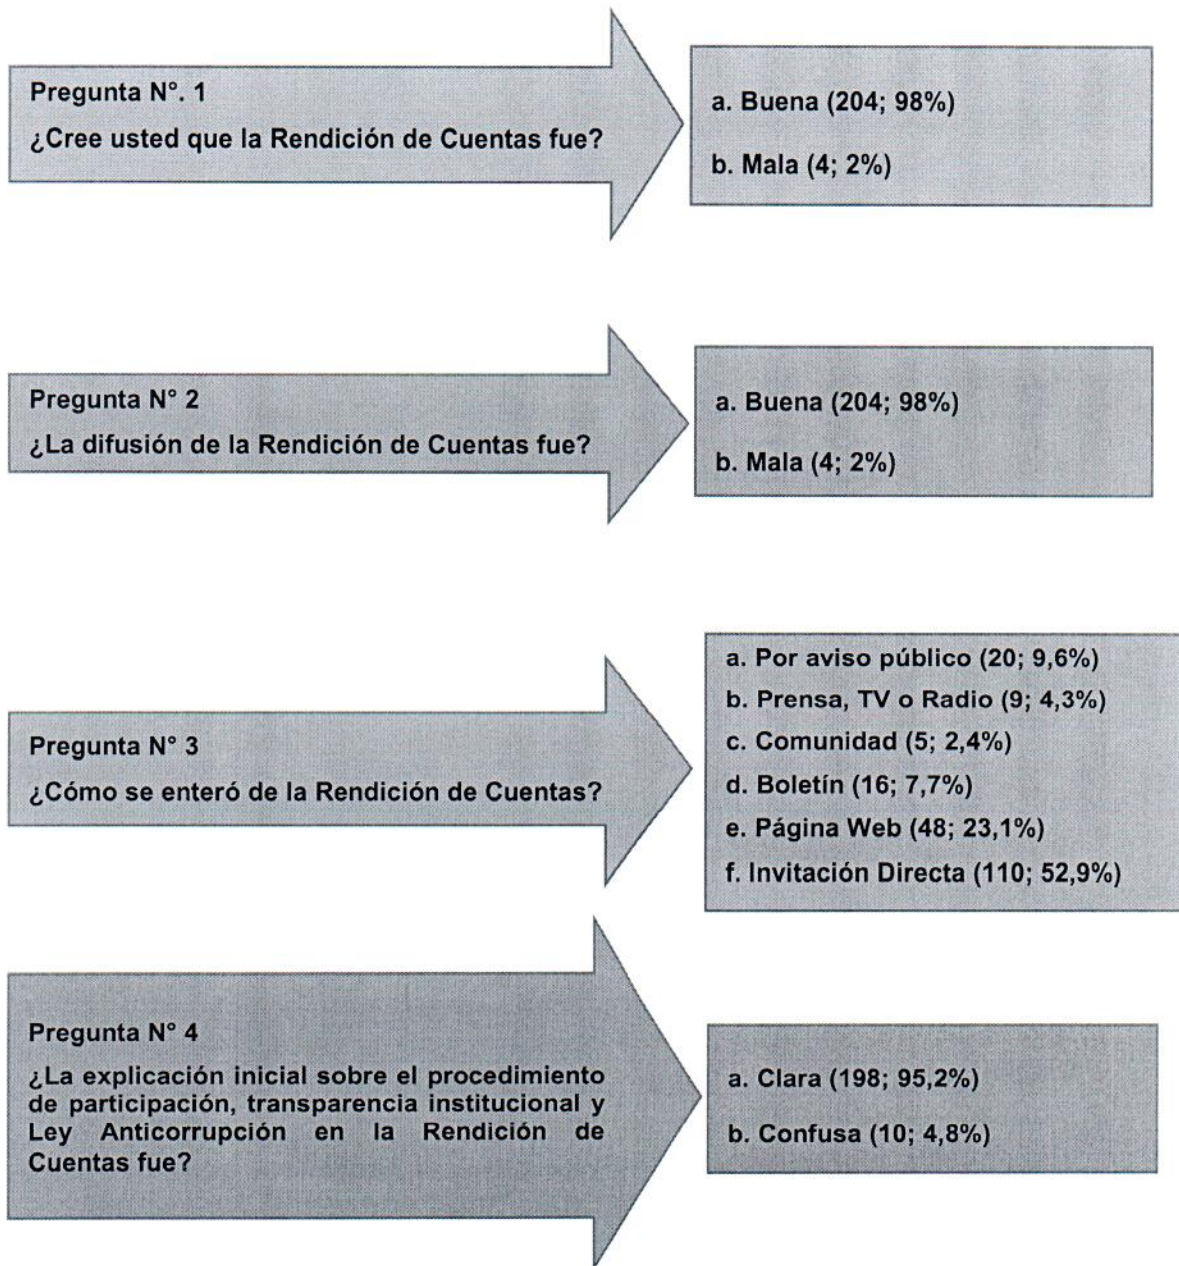 Pregunta N°. 1
¿Cree usted que la Rendición de Cuentas fue?
a. Buena (204; 98%)
b. Mala (4; 2%)
Pregunta N° 2
¿La difusión de la Rendición de Cuentas fue?
a. Buena (204; 98%)
b. Mala (4; 2%)
Pregunta N° 3
¿Cómo se enteró de la Rendición de Cuentas?
a. Por aviso público (20; 9,6%)
b. Prensa, TV o Radio (9; 4,3%)
c. Comunidad (5; 2,4%)
d. Boletín (16; 7,7%)
e. Página Web (48; 23,1%)
f. Invitación Directa (110; 52,9%)
Pregunta N° 4
¿La explicación inicial sobre el procedimiento
de participación, transparencia institucional y
Ley Anticorrupción en la Rendición de
Cuentas fue?
a. Clara (198; 95,2%)
b. Confusa (10; 4,8%)